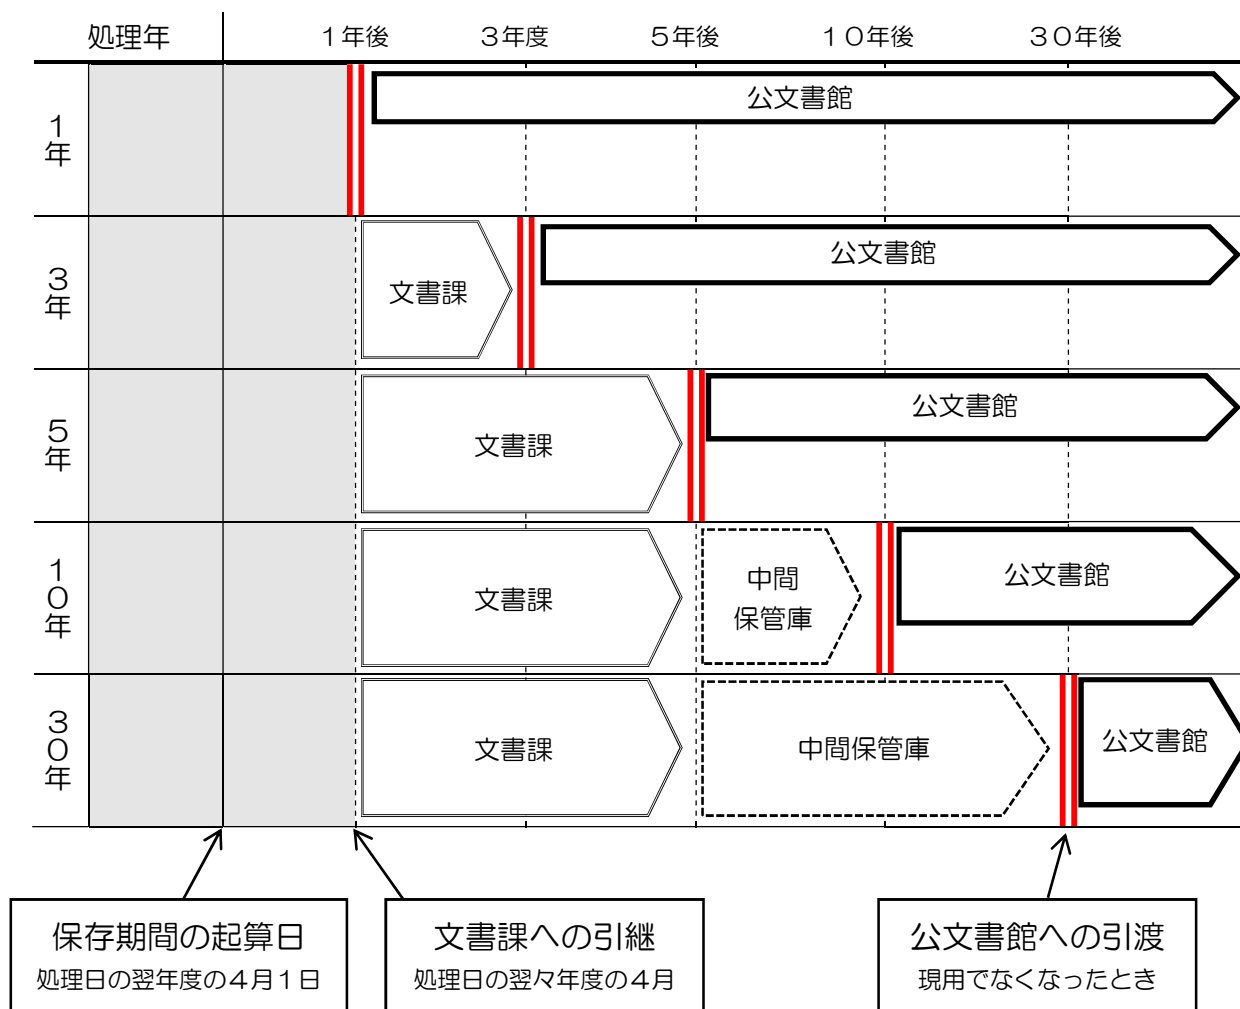 処理年
１年後
３年度
５年後
１０年後
３０年後
１年
公文書館
３年
文書課
公文書館
５年
文書課
公文書館
１０年
文書課
中間
保管庫
公文書館
３０年
文書課
中間保管庫
公文書館
保存期間の起算日
処理日の翌年度の４月１日
文書課への引継
処理日の翌々年度の４月
公文書館への引渡
現用でなくなったとき